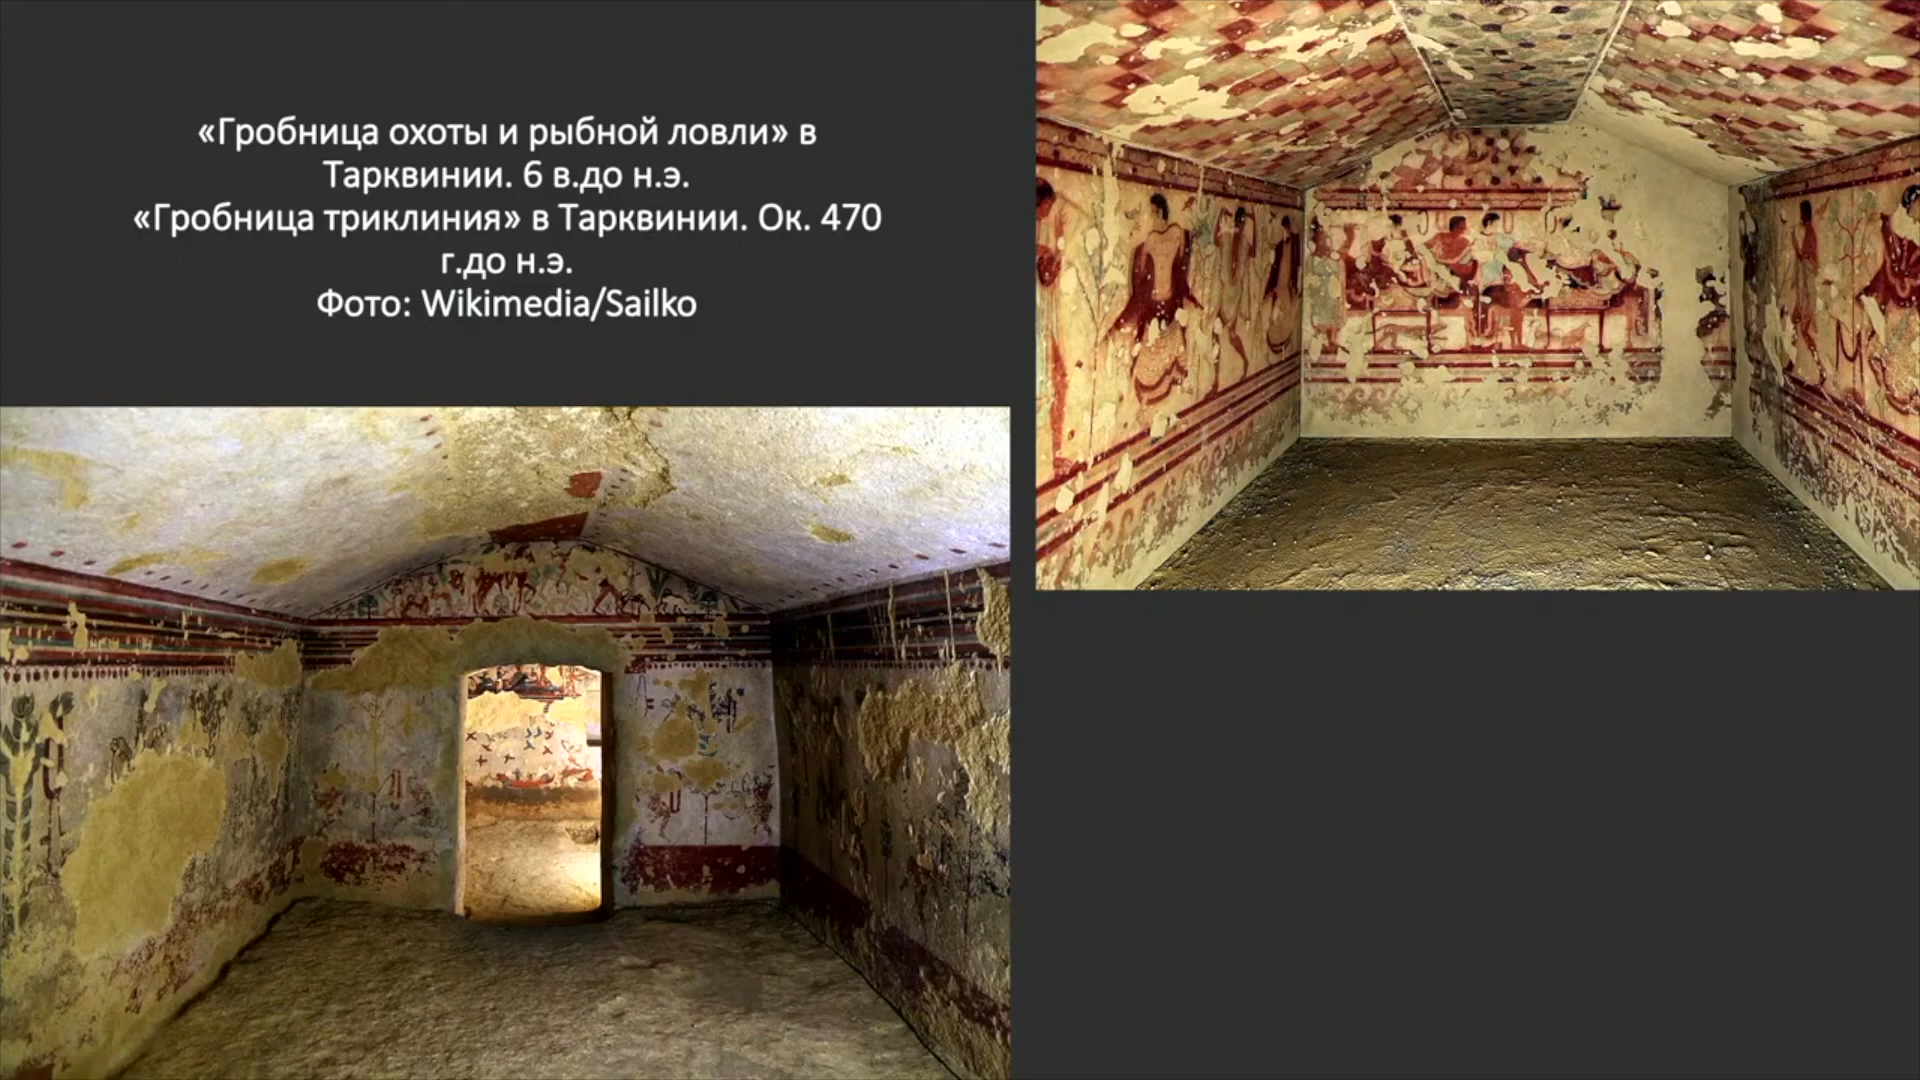 «Гробница охоты и рыбной ловли» в
Тарквинии. 6 в.до н.э.
«Гробница триклиния» в Тарквинии. Ок. 470
г.до н.э.
Фото: Wikimedia/Sailko